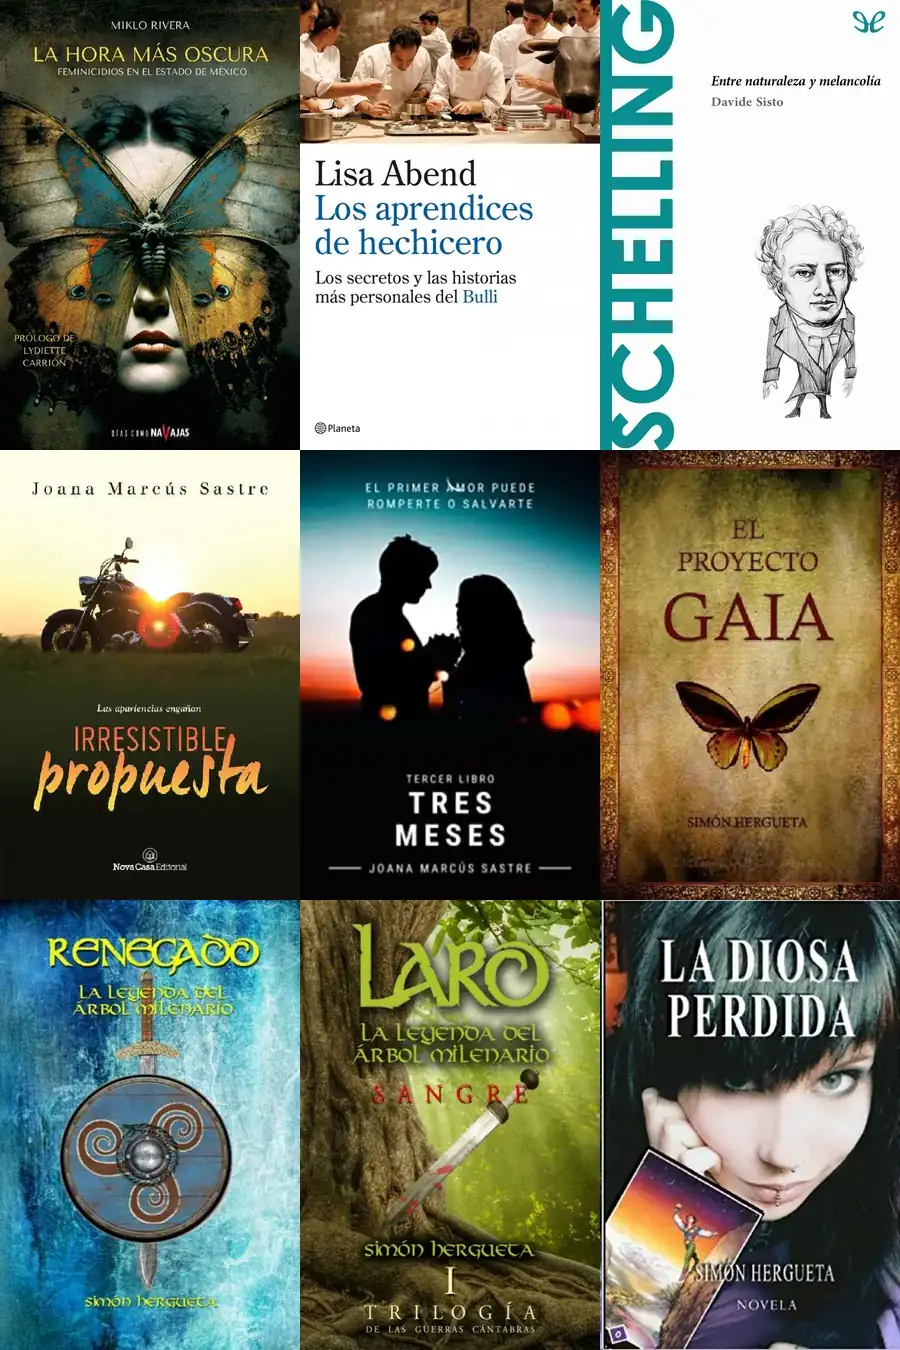 MIKLO RIVERA
LA HORA MÁS OSCURA
FEMINICIDIOS EN EL ESTADO DE MÉXICO
PRÓLOGO DE
LYDIETTE
CARRIÓN
DÍAS COMO NAVAJAS
Lisa Abend
Los aprendices
de hechicero
Los secretos y las historias
más personales del Bulli
Planeta
SCHELLING
Entre naturaleza y melancolía
Davide Sisto
Joana Marcús Sastre
Las apariencias engañan
IRRESISTIBLE
propuesta
Nova Casa Editorial
EL PRIMER AMOR PUEDE
ROMPERTE O SALVARTE
TERCER LIBRO
TRES
MESES
JOANA MARCÚS SASTRE
EL
PROYECTO
GAIA
SIMÓN HERGUETA
RENEGADO
LA LEYENDA DEL
ÁRBOL MILENARIO
SIMÓN HERGUETA
LARO
LA LEYENDA DEL
ÁRBOL MILENARIO
SANGRE
SIMÓN HERGUETA
I
TRILOGÍA
DE LAS GUERRAS CÁNTABRAS
LA DIOSA
PERDIDA
SIMÓN HERGUETA
NOVELA
0